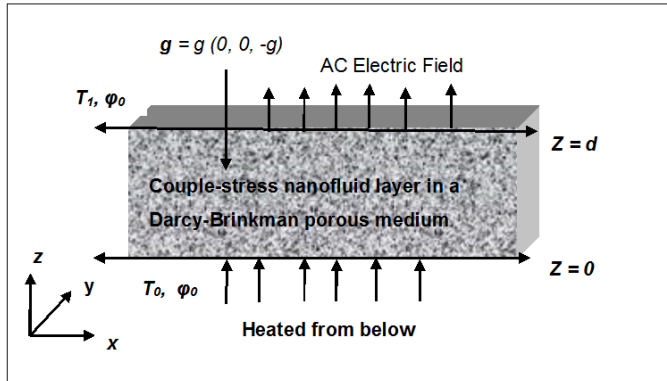 g = g (0, 0, -g)
AC Electric Field
T₁, φ₀
Z = d
Couple-stress nanofluid layer in a
Darcy-Brinkman porous medium
Z = 0
T₀, φ₀
Heated from below
z
y
x